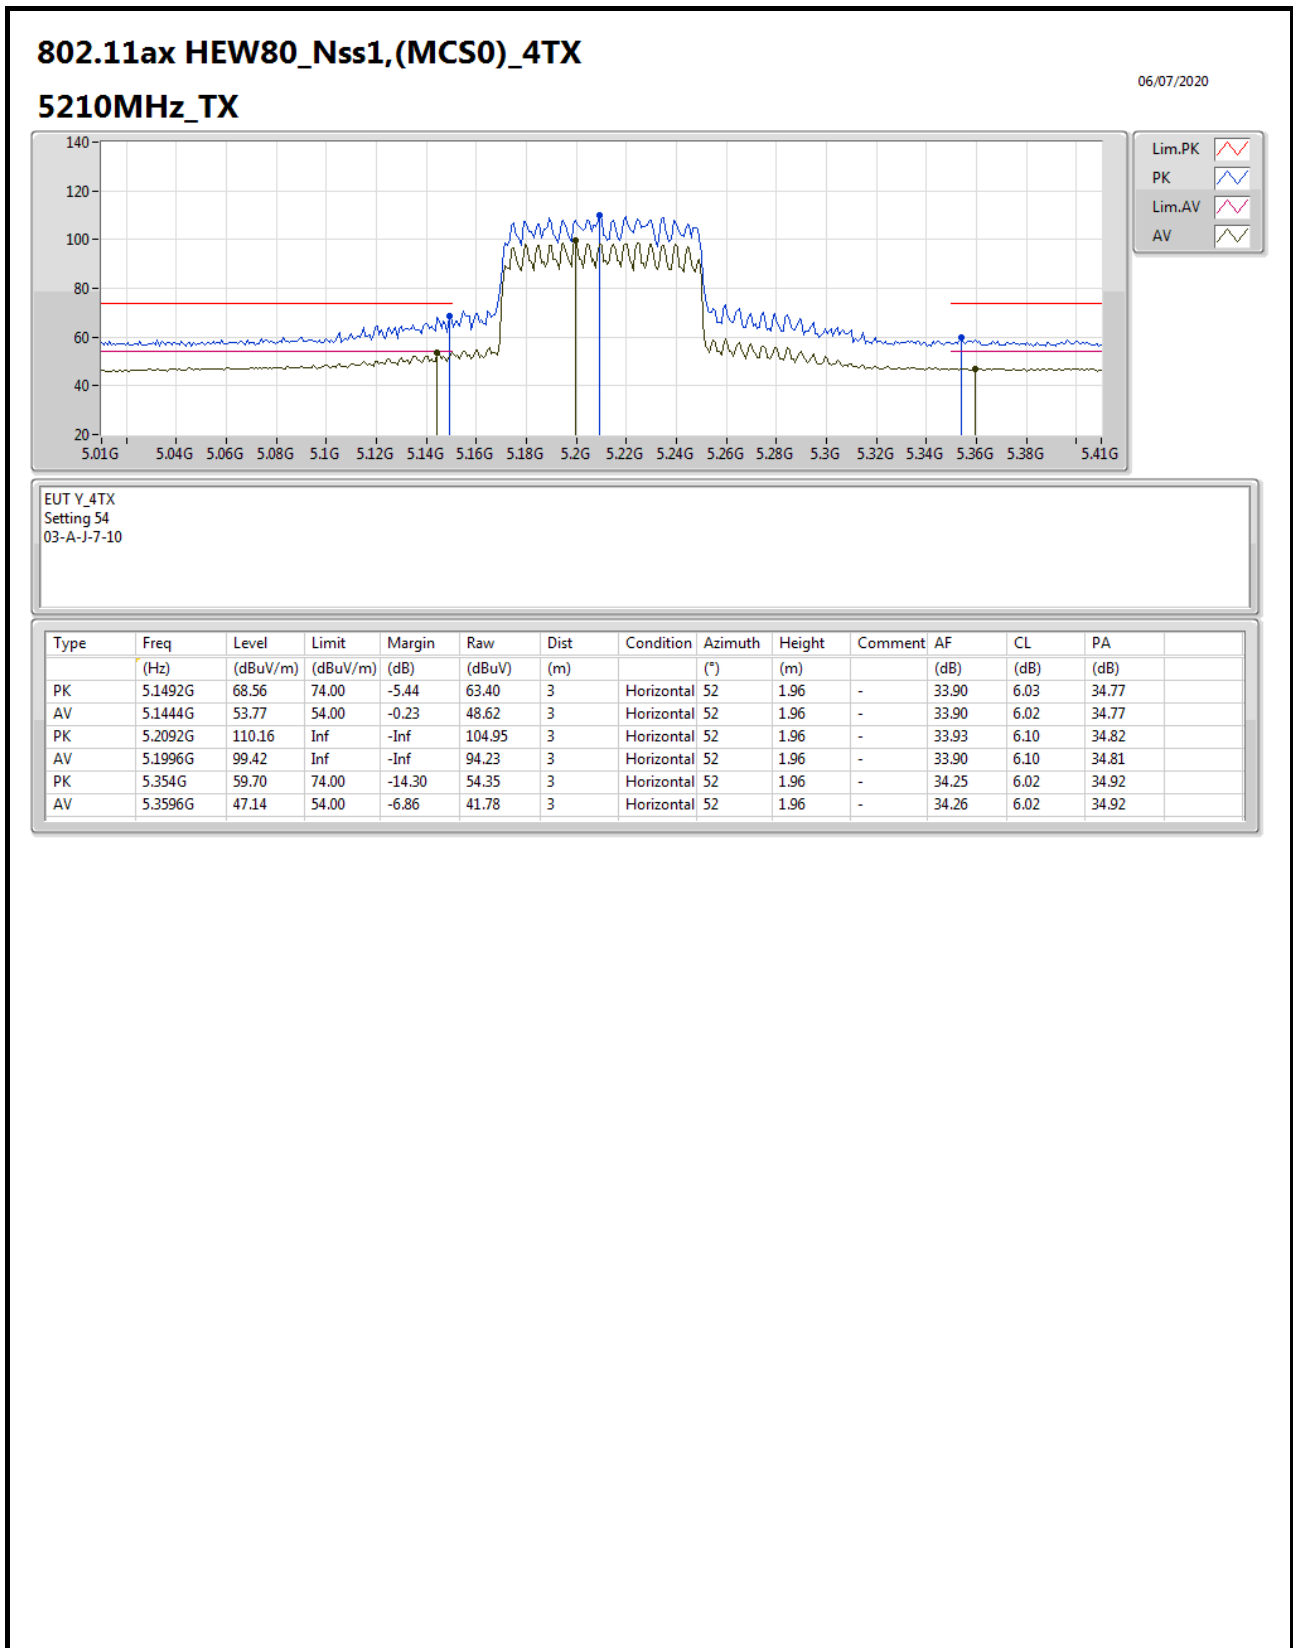 802.11ax HEW80_Nss1,(MCS0)_4TX
06/07/2020
5210MHz_TX
140
120
100
80
60
40
20
5.01G 5.04G 5.06G 5.08G 5.1G 5.12G 5.14G 5.16G 5.18G 5.2G 5.22G 5.24G 5.26G 5.28G 5.3G 5.32G 5.34G 5.36G 5.38G 5.41G
Lim.PK
PK
Lim.AV
AV
EUT Y_4TX
Setting 54
03-A-J-7-10
Type Freq Level Limit Margin Raw Dist Condition Azimuth Height Comment AF CL PA
(Hz) (dBuV/m) (dBuV/m) (dB) (dBuV) (m) (°) (m) (dB) (dB) (dB)
PK 5.1492G 68.56 74.00 -5.44 63.40 3 Horizontal 52 1.96 - 33.90 6.03 34.77
AV 5.1444G 53.77 54.00 -0.23 48.62 3 Horizontal 52 1.96 - 33.90 6.02 34.77
PK 5.2092G 110.16 Inf -Inf 104.95 3 Horizontal 52 1.96 - 33.93 6.10 34.82
AV 5.1996G 99.42 Inf -Inf 94.23 3 Horizontal 52 1.96 - 33.90 6.10 34.81
PK 5.354G 59.70 74.00 -14.30 54.35 3 Horizontal 52 1.96 - 34.25 6.02 34.92
AV 5.3596G 47.14 54.00 -6.86 41.78 3 Horizontal 52 1.96 - 34.26 6.02 34.92